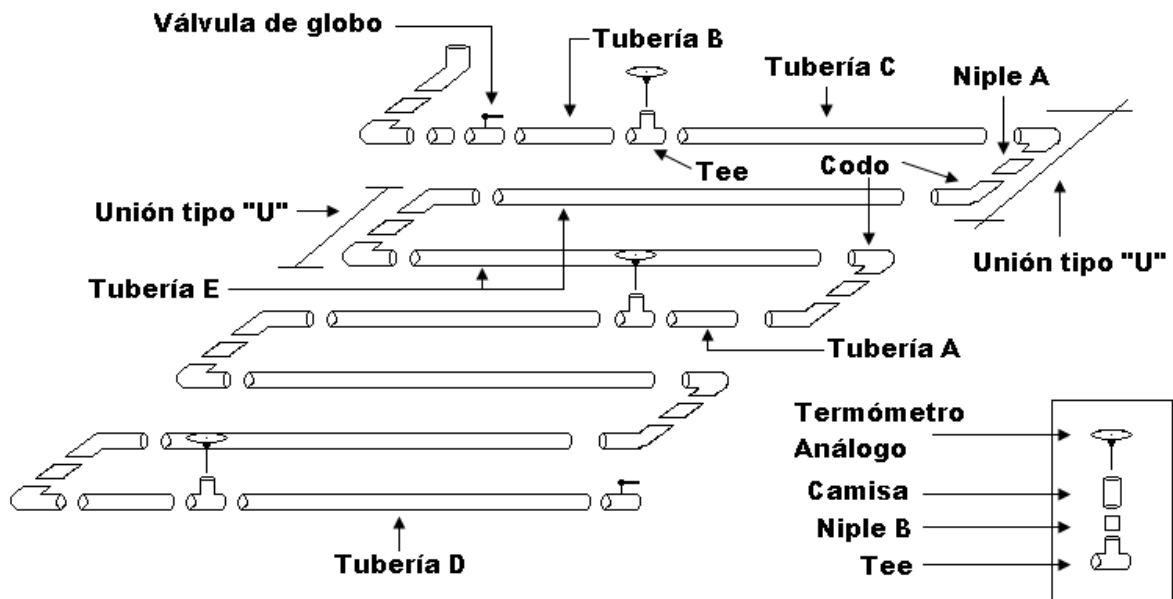 Válvula de globo
Tubería B
Tubería C
Niple A
Tee
Codo
Unión tipo "U"
Unión tipo "U"
Tubería E
Tubería A
Termómetro
Análogo
Camisa
Niple B
Tee
Tubería D